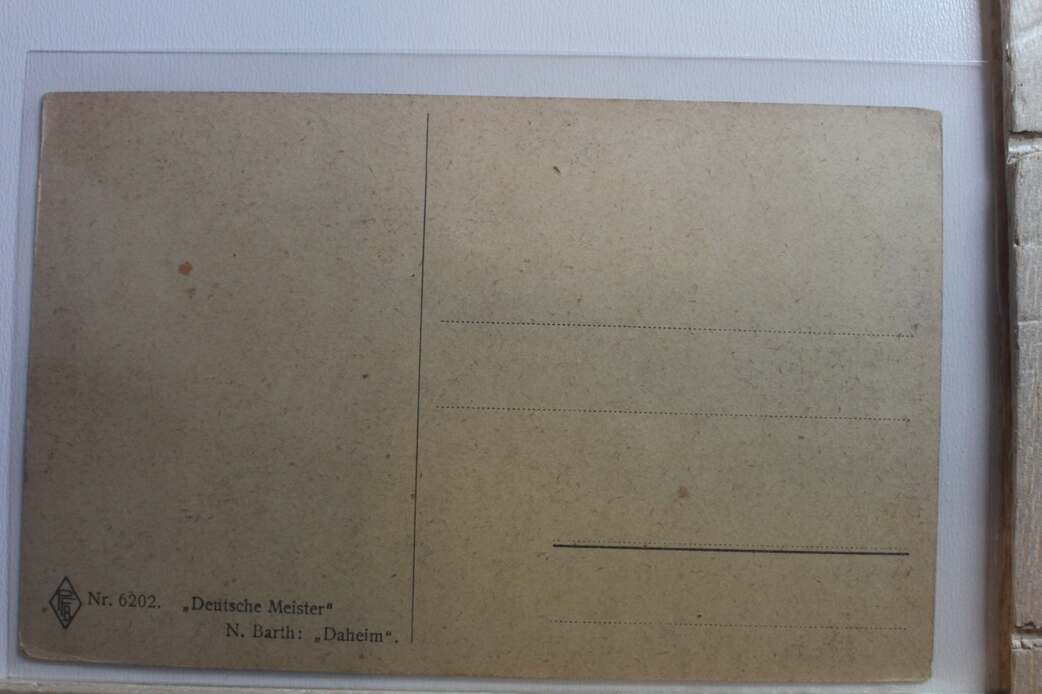 Nr. 6202. „Deutsche Meister“
N. Barth: „Daheim“.